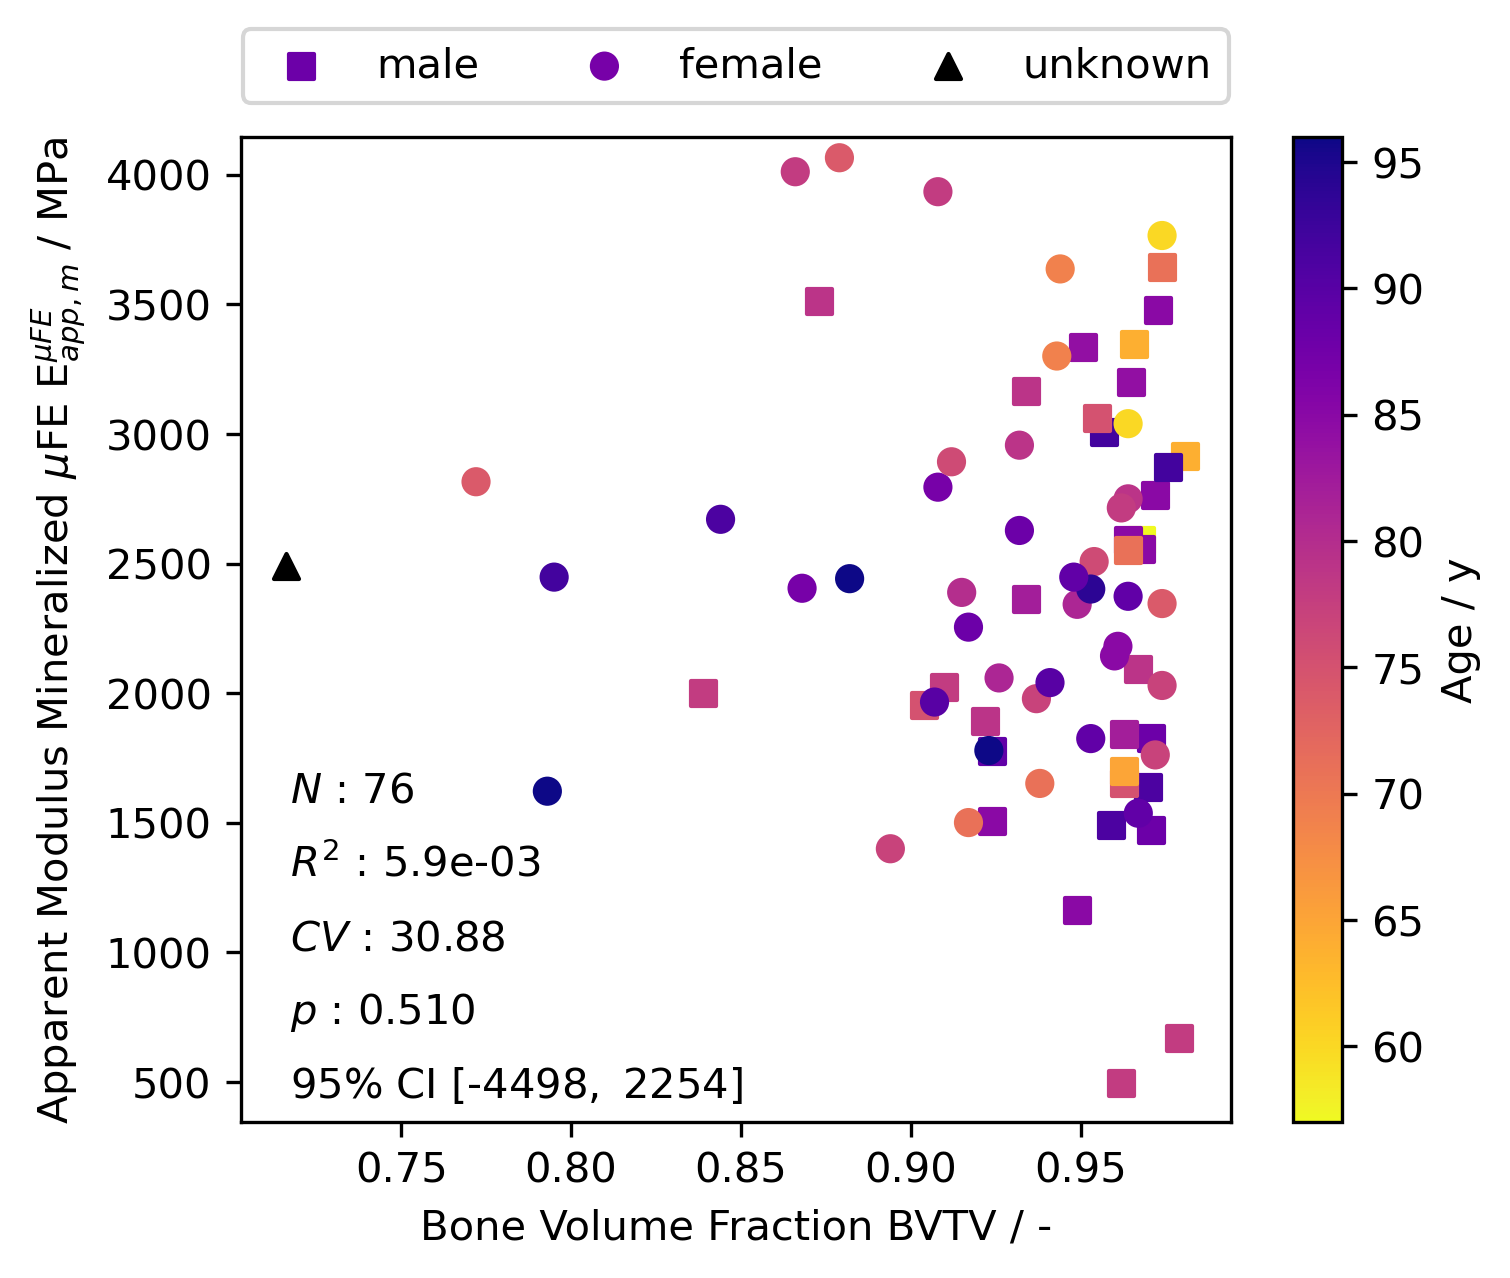 male female unknown
Apparent Modulus Mineralized μFE E^{μFE}_{app, m} / MPa
4000
3500
3000
2500
2000
1500
1000
500
N : 76
R² : 5.9e-03
CV : 30.88
p : 0.510
95% CI [-4498, 2254]
0.75 0.80 0.85 0.90 0.95
Bone Volume Fraction BVTV / -
95
90
85
80
75
70
65
60
Age / y